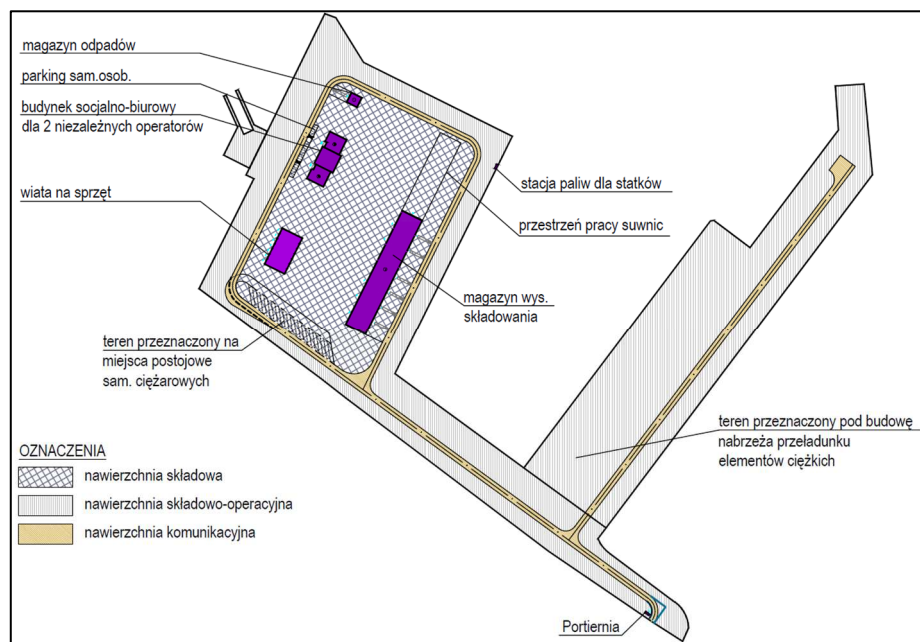 magazyn odpadów
parking sam.osob.
budynek socjalno-biurowy
dla 2 niezależnych operatorów
wiata na sprzęt
stacja paliw dla statków
przestrzeń pracy suwnic
magazyn wys.
składowania
teren przeznaczony na
miejsca postojowe
sam. ciężarowych
teren przeznaczony pod budowę
nabrzeża przeładunku
elementów ciężkich
OZNACZENIA
nawierzchnia składowa
nawierzchnia składowo-operacyjna
nawierzchnia komunikacyjna
Portiernia